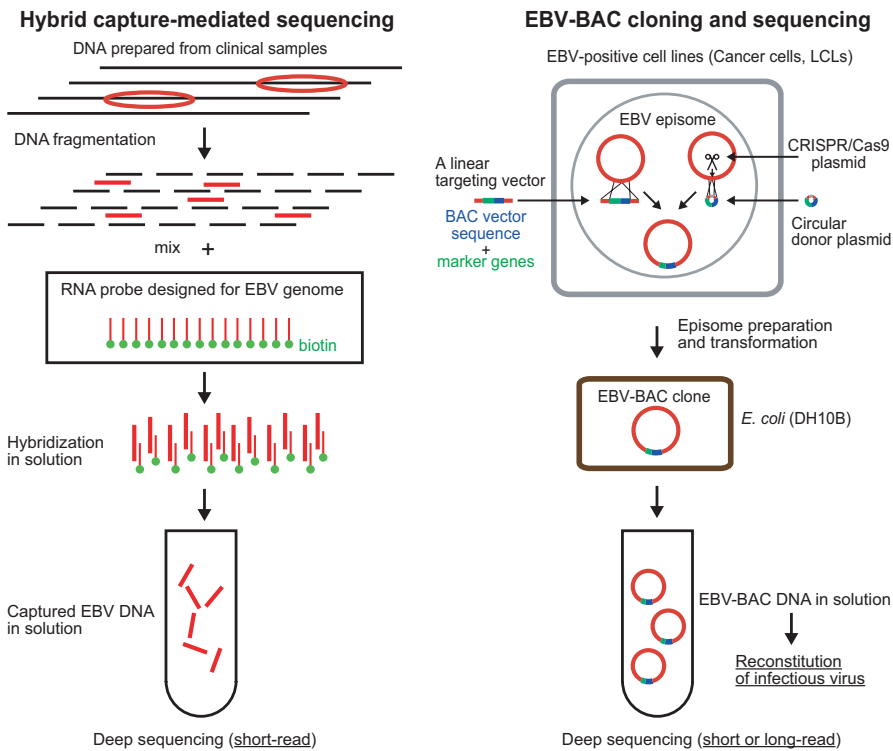 Hybrid capture-mediated sequencing
DNA prepared from clinical samples
DNA fragmentation
mix +
RNA probe designed for EBV genome
biotin
Hybridization
in solution
Captured EBV DNA
in solution
Deep sequencing (short-read)
EBV-BAC cloning and sequencing
EBV-positive cell lines (Cancer cells, LCLs)
EBV episome
CRISPR/Cas9
plasmid
A linear
targeting vector
BAC vector
sequence
+
marker genes
Circular
donor plasmid
Episome preparation
and transformation
EBV-BAC clone
E. coli (DH10B)
EBV-BAC DNA in solution
Reconstitution
of infectious virus
Deep sequencing (short or long-read)